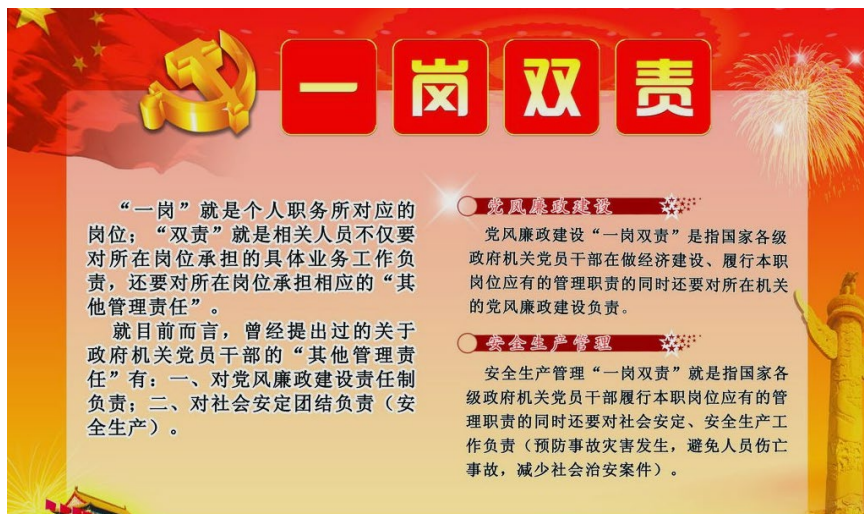 一岗双责
“一岗”就是个人职务所对应的
岗位；“双责”就是相关人员不仅要
对所在岗位承担的具体业务工作负
责，还要对所在岗位承担相应的“其
他管理责任”。
就目前而言，曾经提出过的关于
政府机关党员干部的“其他管理责
任”有：一、对党风廉政建设责任制
负责；二、对社会安定团结负责（安
全生产）。
党风廉政建设
党风廉政建设“一岗双责”是指国家各级
政府机关党员干部在做经济建设、履行本职
岗位应有的管理职责的同时还要对所在机关
的党风廉政建设负责。
安全生产管理
安全生产管理“一岗双责”就是指国家各
级政府机关党员干部履行本职岗位应有的管
理职责的同时还要对社会安定、安全生产工
作负责（预防事故灾害发生，避免人员伤亡
事故，减少社会治安案件）。